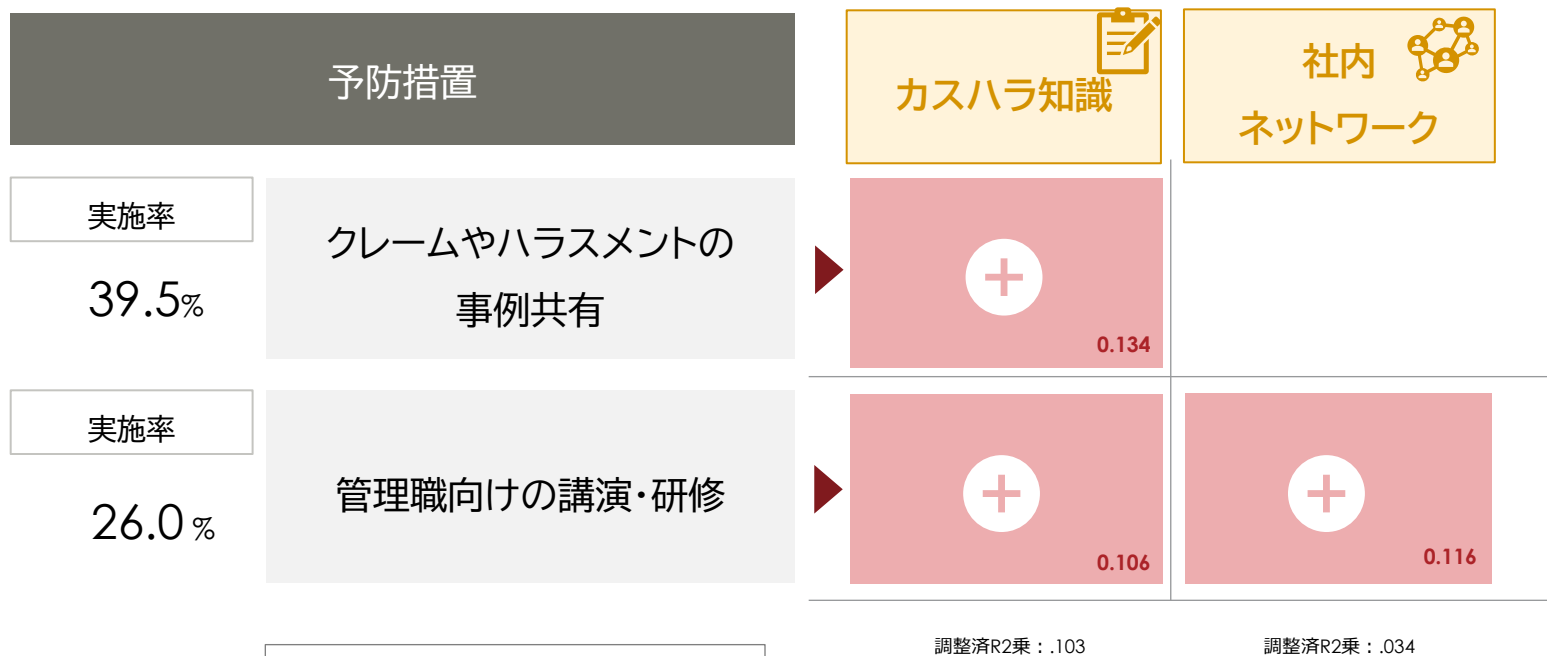 予防措置
カスハラ知識
社内
ネットワーク
実施率
39.5%
クレームやハラスメントの
事例共有
0.134
実施率
26.0 %
管理職向けの講演・研修
0.106
0.116
調整済R2乗：.103
調整済R2乗：.034